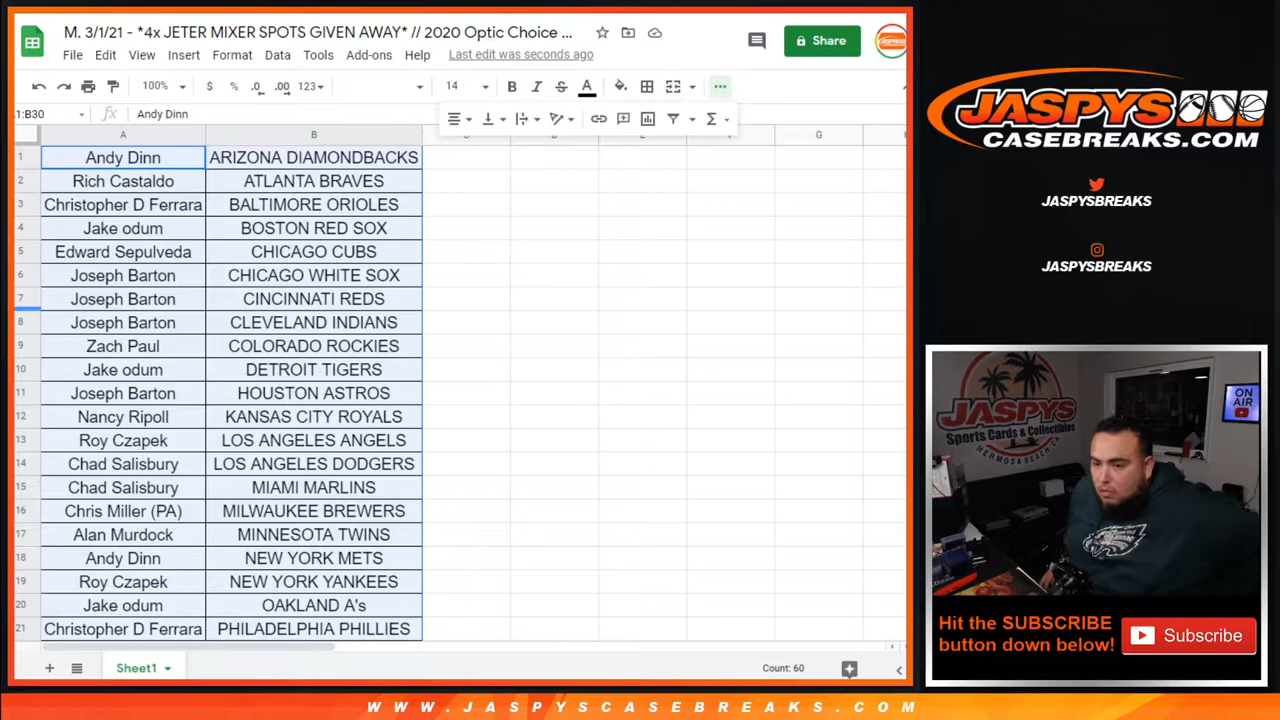 M. 3/1/21 - *4x JETER MIXER SPOTS GIVEN AWAY* // 2020 Optic Choice ...
File Edit View Insert Format Data Tools Add-ons Help Last edit was seconds ago
Share
100% $ % .0 .00 123 14 B I S A
:B30 fx Andy Dinn
A B G
1 Andy Dinn ARIZONA DIAMONDBACKS
2 Rich Castaldo ATLANTA BRAVES
3 Christopher D Ferrara BALTIMORE ORIOLES
4 Jake odum BOSTON RED SOX
5 Edward Sepulveda CHICAGO CUBS
6 Joseph Barton CHICAGO WHITE SOX
7 Joseph Barton CINCINNATI REDS
8 Joseph Barton CLEVELAND INDIANS
9 Zach Paul COLORADO ROCKIES
10 Jake odum DETROIT TIGERS
11 Joseph Barton HOUSTON ASTROS
12 Nancy Ripoll KANSAS CITY ROYALS
13 Roy Czapek LOS ANGELES ANGELS
14 Chad Salisbury LOS ANGELES DODGERS
15 Chad Salisbury MIAMI MARLINS
16 Chris Miller (PA) MILWAUKEE BREWERS
17 Alan Murdock MINNESOTA TWINS
18 Andy Dinn NEW YORK METS
19 Roy Czapek NEW YORK YANKEES
20 Jake odum OAKLAND A's
21 Christopher D Ferrara PHILADELPHIA PHILLIES
Sheet1 Count: 60
JASPYS
CASEBREAKS.COM
JASPYSBREAKS
JASPYSBREAKS
JASPYS
Sports Cards & Collectibles
HERMOSA BEACH CA
ON
AIR
Hit the SUBSCRIBE
button down below!
Subscribe
WWW.JASPYSCASEBREAKS.COM